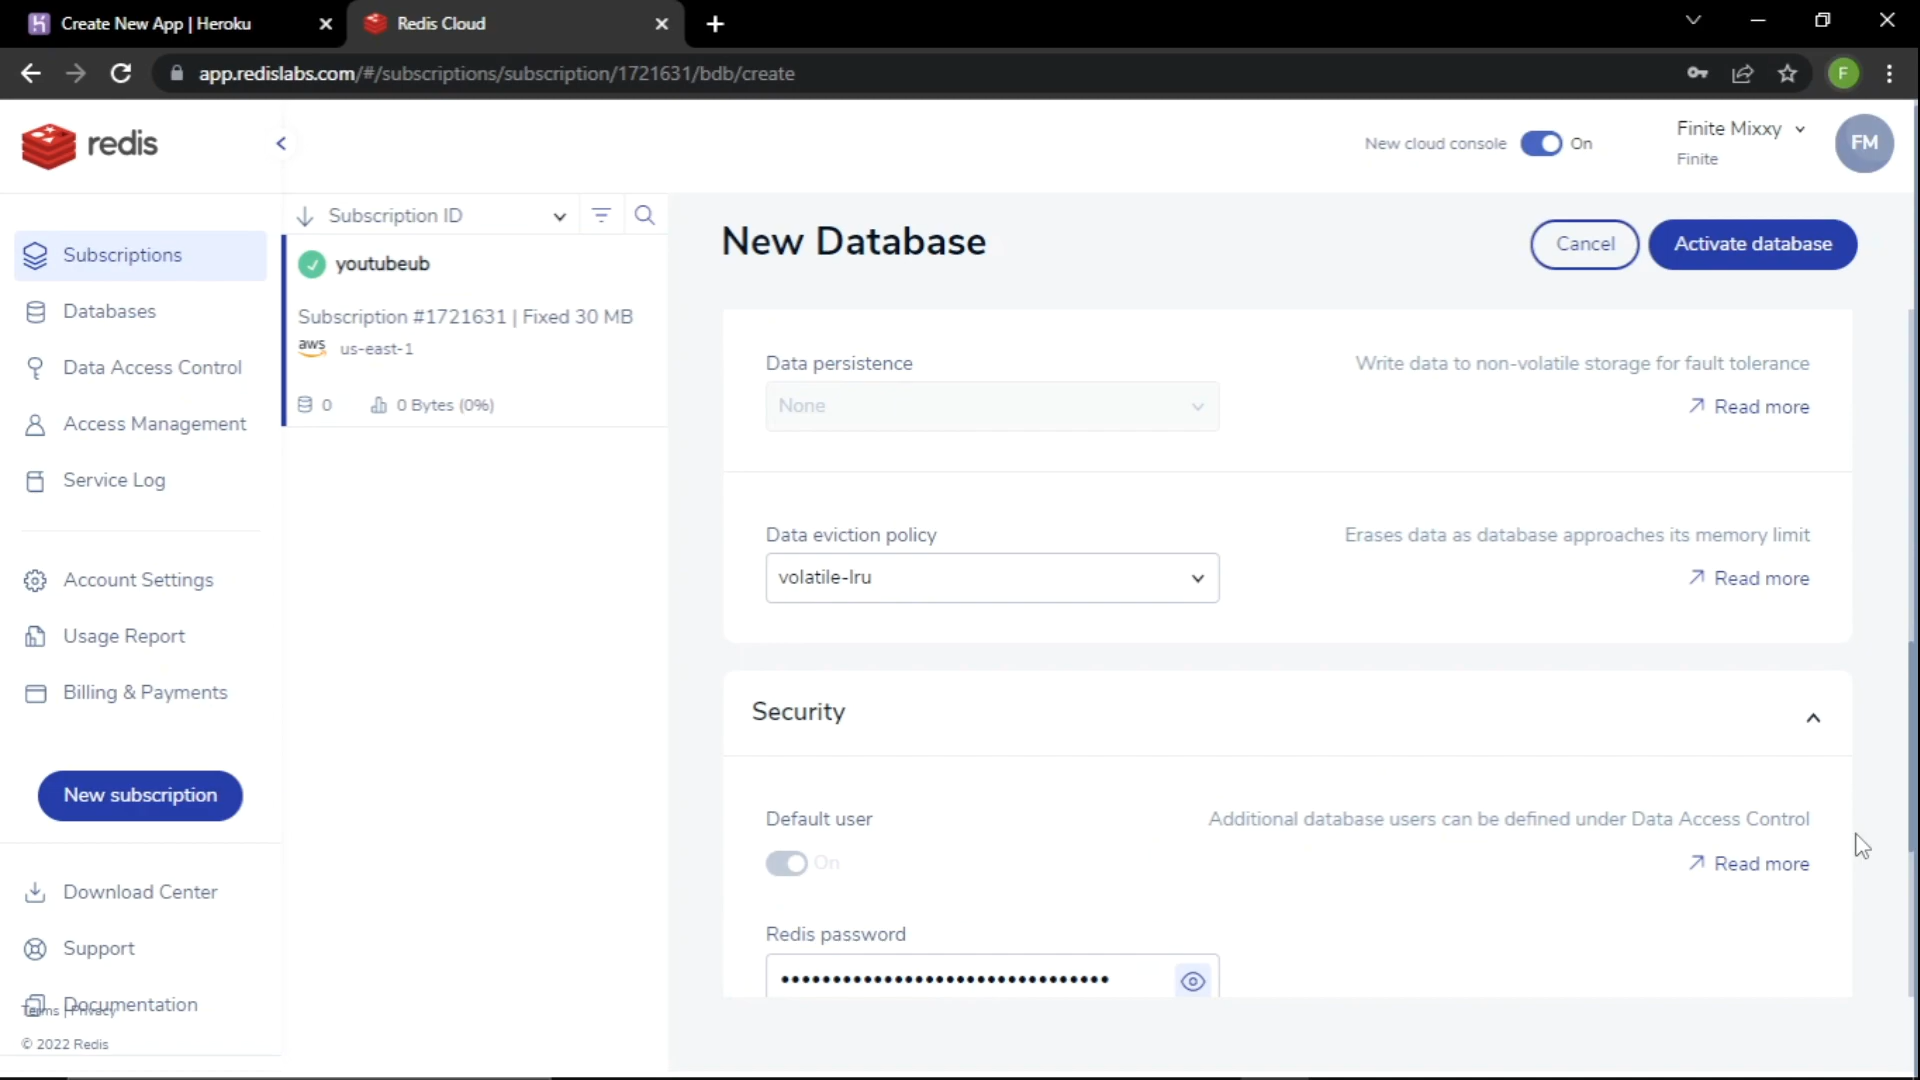 Create New App | Heroku
Redis Cloud
app.redislabs.com/#/subscriptions/subscription/1721631/bdb/create
F
redis
New cloud console
On
Finite Mixxy
Finite
FM
Subscriptions
Databases
Data Access Control
Access Management
Service Log
Account Settings
Usage Report
Billing & Payments
New subscription
Download Center
Support
Documentation
Terms | Privacy
© 2022 Redis
Subscription ID
youtubeub
Subscription #1721631 | Fixed 30 MB
aws us-east-1
0 0 Bytes (0%)
New Database
Cancel
Activate database
Data persistence
Write data to non-volatile storage for fault tolerance
None
Read more
Data eviction policy
Erases data as database approaches its memory limit
volatile-lru
Read more
Security
Default user
Additional database users can be defined under Data Access Control
On
Read more
Redis password
••••••••••••••••••••••••••••••••